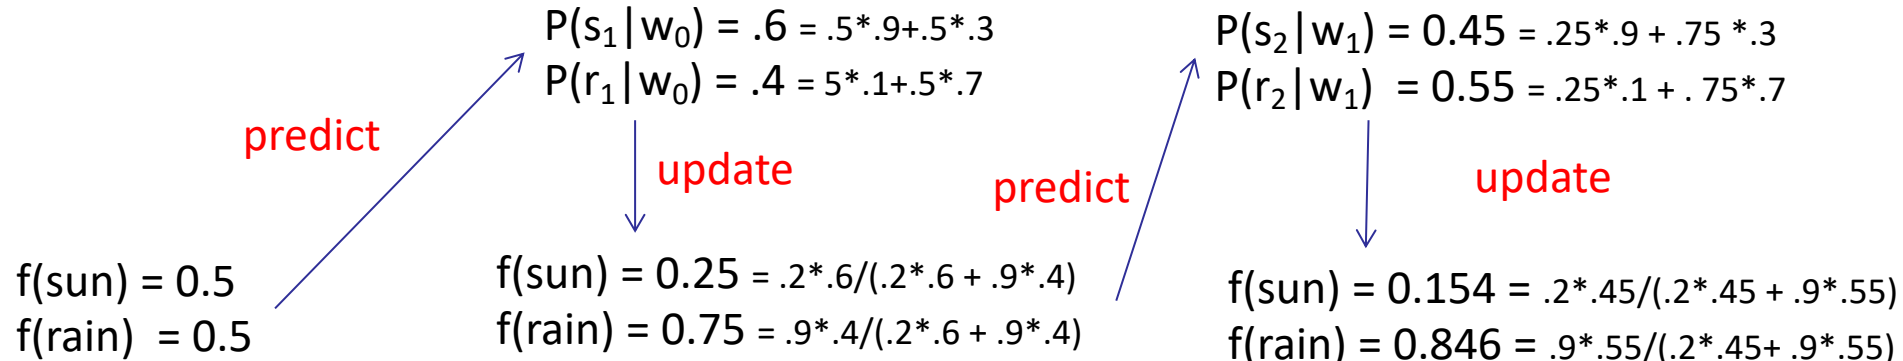 P(s₁|w₀) = .6 = .5*.9+.5*.3
P(r₁|w₀) = .4 = 5*.1+.5*.7
P(s₂|w₁) = 0.45 = .25*.9 + .75 *.3
P(r₂|w₁) = 0.55 = .25*.1 + . 75*.7
predict
update
predict
update
f(sun) = 0.5
f(rain) = 0.5
f(sun) = 0.25 = .2*.6/(.2*.6 + .9*.4)
f(rain) = 0.75 = .9*.4/(.2*.6 + .9*.4)
f(sun) = 0.154 = .2*.45/(.2*.45 + .9*.55)
f(rain) = 0.846 = .9*.55/(.2*.45+ .9*.55)